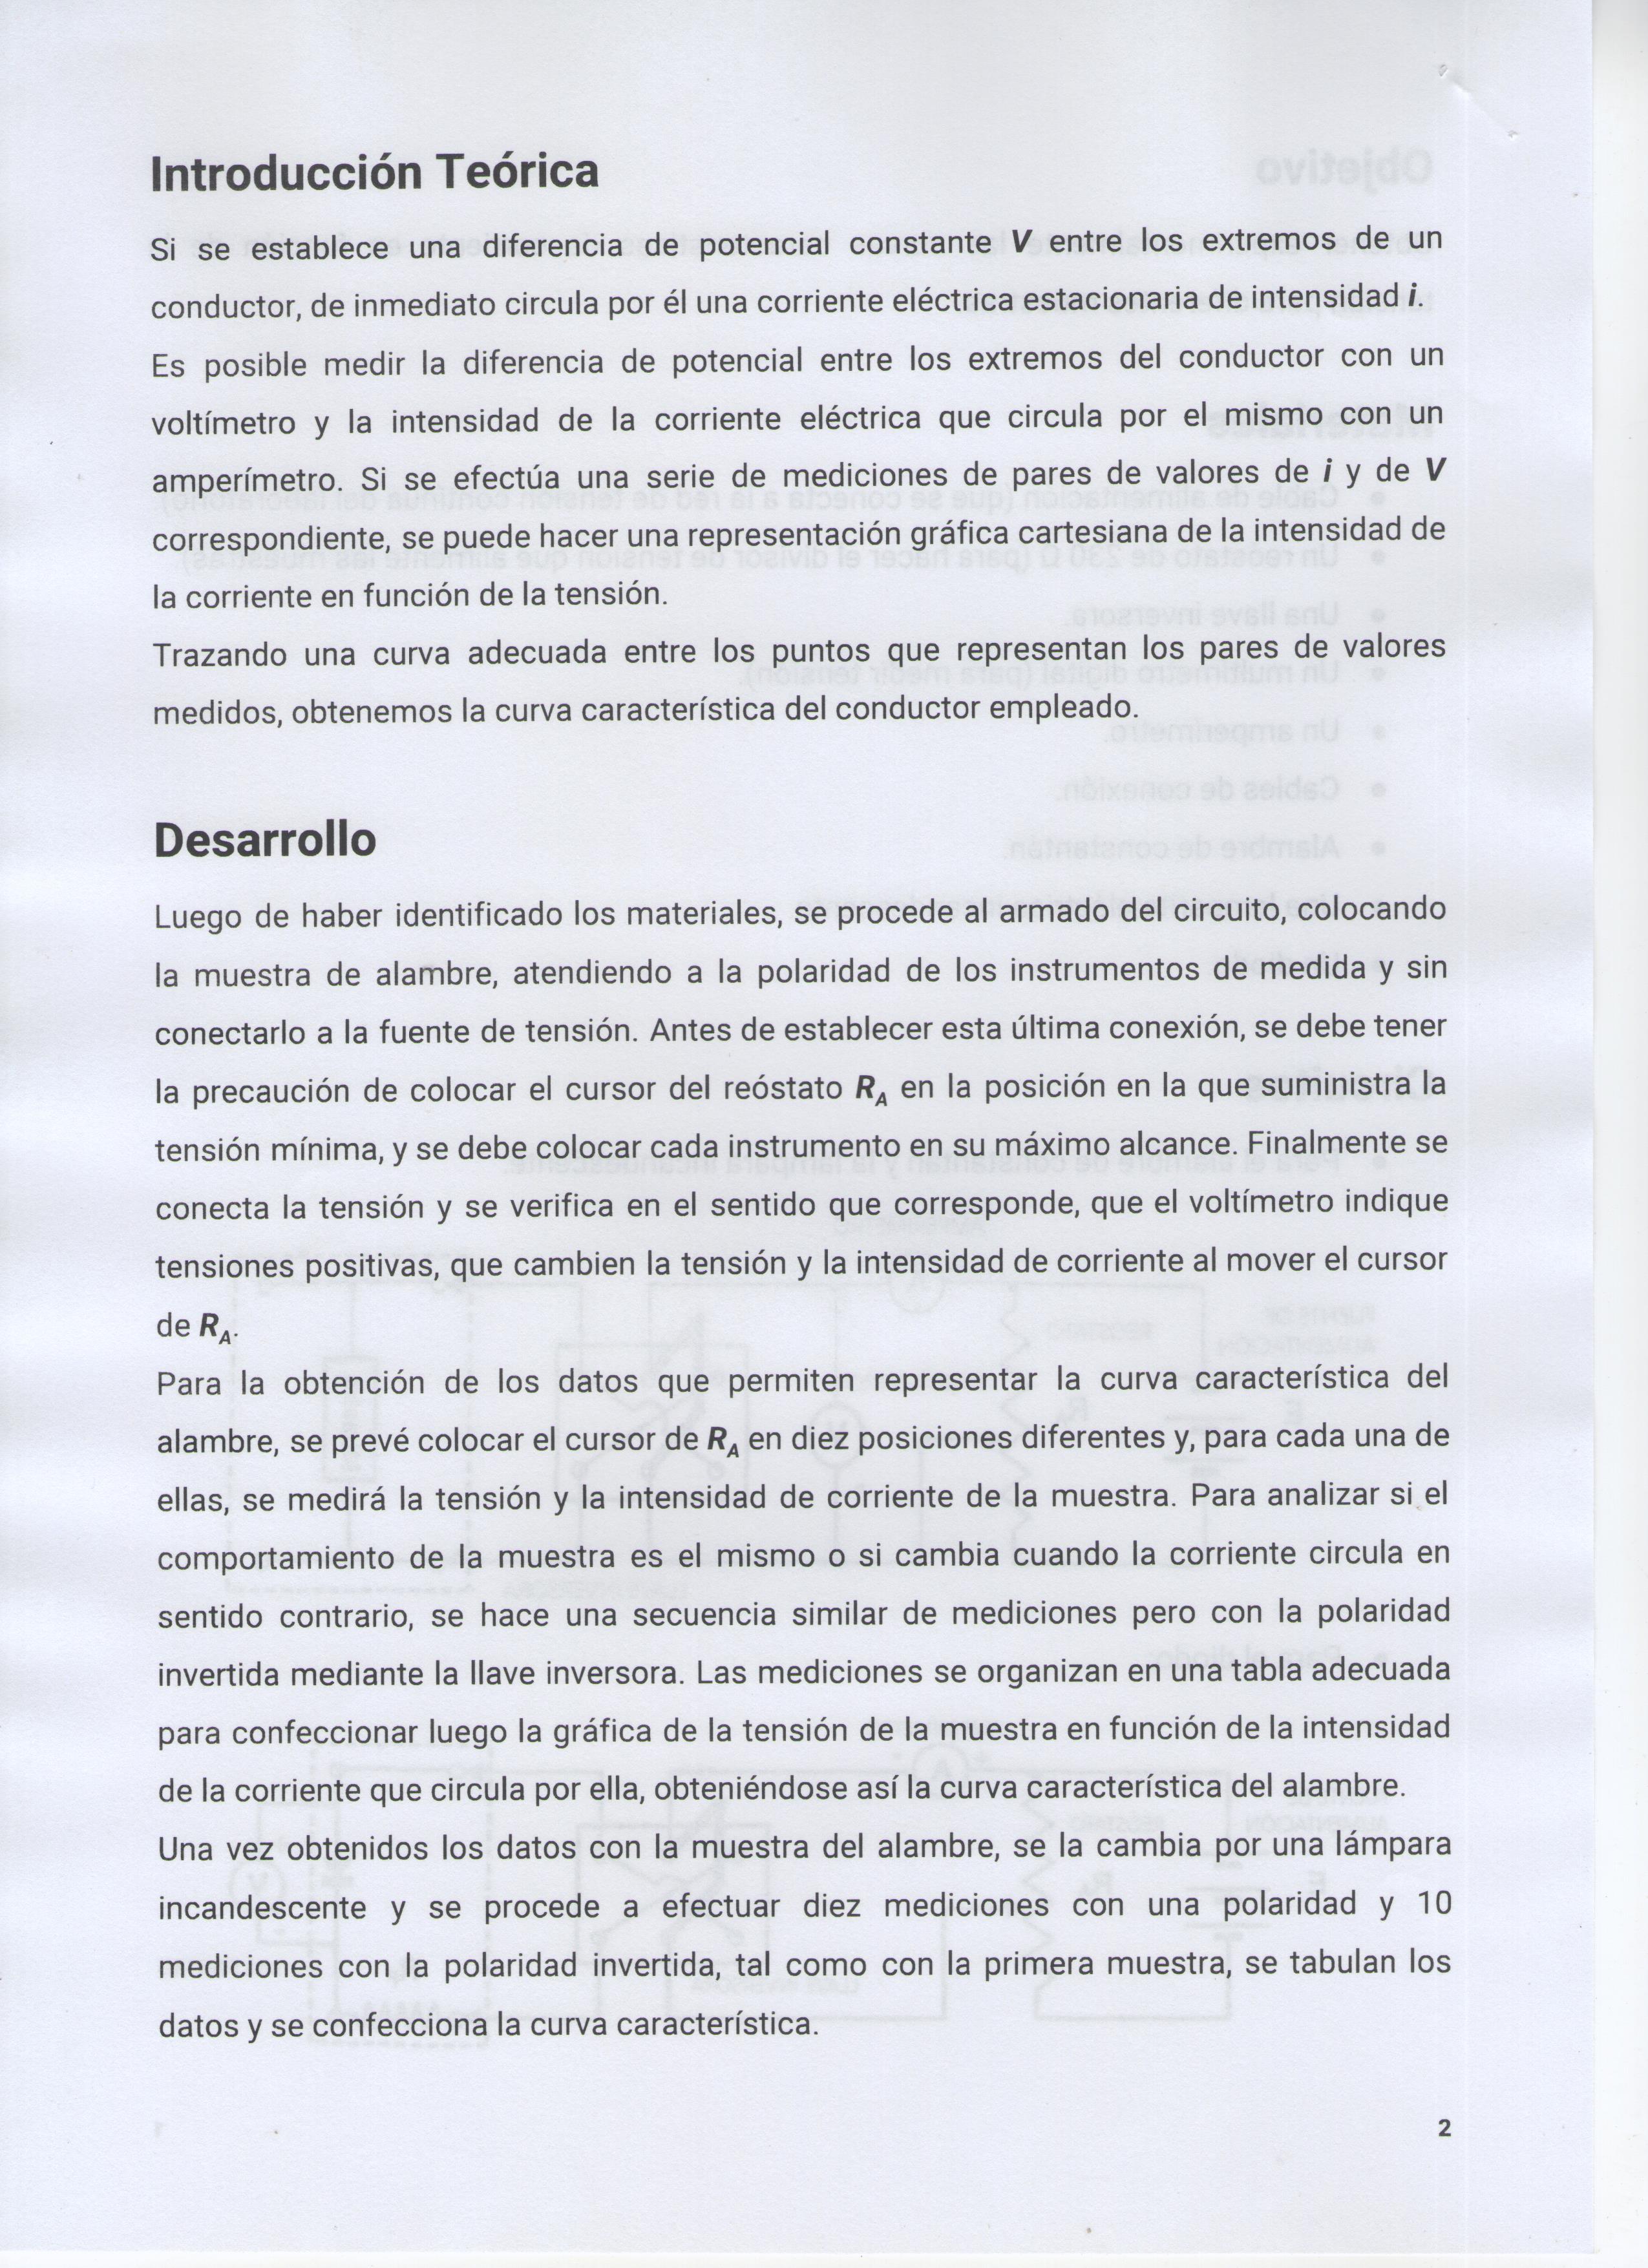 Introducción Teórica
Si se establece una diferencia de potencial constante V entre los extremos de un
conductor, de inmediato circula por él una corriente eléctrica estacionaria de intensidad i.
Es posible medir la diferencia de potencial entre los extremos del conductor con un
voltímetro y la intensidad de la corriente eléctrica que circula por el mismo con un
amperímetro. Si se efectúa una serie de mediciones de pares de valores de i y de V
correspondiente, se puede hacer una representación gráfica cartesiana de la intensidad de
la corriente en función de la tensión.
Trazando una curva adecuada entre los puntos que representan los pares de valores
medidos, obtenemos la curva característica del conductor empleado.
Desarrollo
Luego de haber identificado los materiales, se procede al armado del circuito, colocando
la muestra de alambre, atendiendo a la polaridad de los instrumentos de medida y sin
conectarlo a la fuente de tensión. Antes de establecer esta última conexión, se debe tener
la precaución de colocar el cursor del reóstato RA en la posición en la que suministra la
tensión mínima, y se debe colocar cada instrumento en su máximo alcance. Finalmente se
conecta la tensión y se verifica en el sentido que corresponde, que el voltímetro indique
tensiones positivas, que cambien la tensión y la intensidad de corriente al mover el cursor
de RA.
Para la obtención de los datos que permiten representar la curva característica del
alambre, se prevé colocar el cursor de RA en diez posiciones diferentes y, para cada una de
ellas, se medirá la tensión y la intensidad de corriente de la muestra. Para analizar si el
comportamiento de la muestra es el mismo o si cambia cuando la corriente circula en
sentido contrario, se hace una secuencia similar de mediciones pero con la polaridad
invertida mediante la llave inversora. Las mediciones se organizan en una tabla adecuada
para confeccionar luego la gráfica de la tensión de la muestra en función de la intensidad
de la corriente que circula por ella, obteniéndose así la curva característica del alambre.
Una vez obtenidos los datos con la muestra del alambre, se la cambia por una lámpara
incandescente y se procede a efectuar diez mediciones con una polaridad y 10
mediciones con la polaridad invertida, tal como con la primera muestra, se tabulan los
datos y se confecciona la curva característica.
2